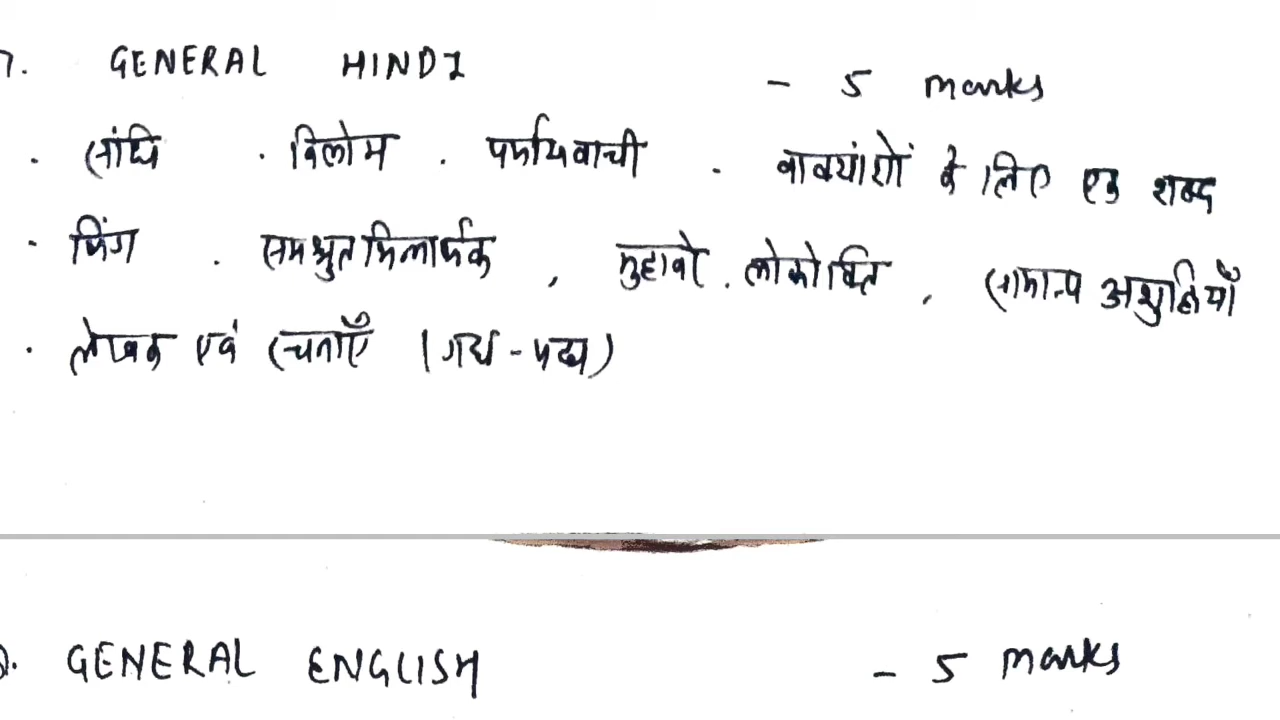 7. GENERAL HINDI - 5 marks
· संधि · विलोम · पर्यायवाची · वाक्यांशों के लिए एक शब्द
· लिंग · समश्रुतभिन्नार्थक , मुहावरे . लोकोक्ति , सामान्य अशुद्धियाँ
· लेखक एवं रचनाएँ (गद्य - पद्य)
GENERAL ENGLISH - 5 marks